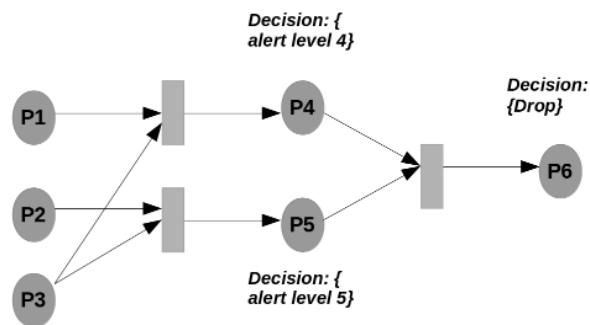 Decision: {
alert level 4}
Decision:
{Drop}
P1
P4
P6
P2
P5
P3
Decision: {
alert level 5}